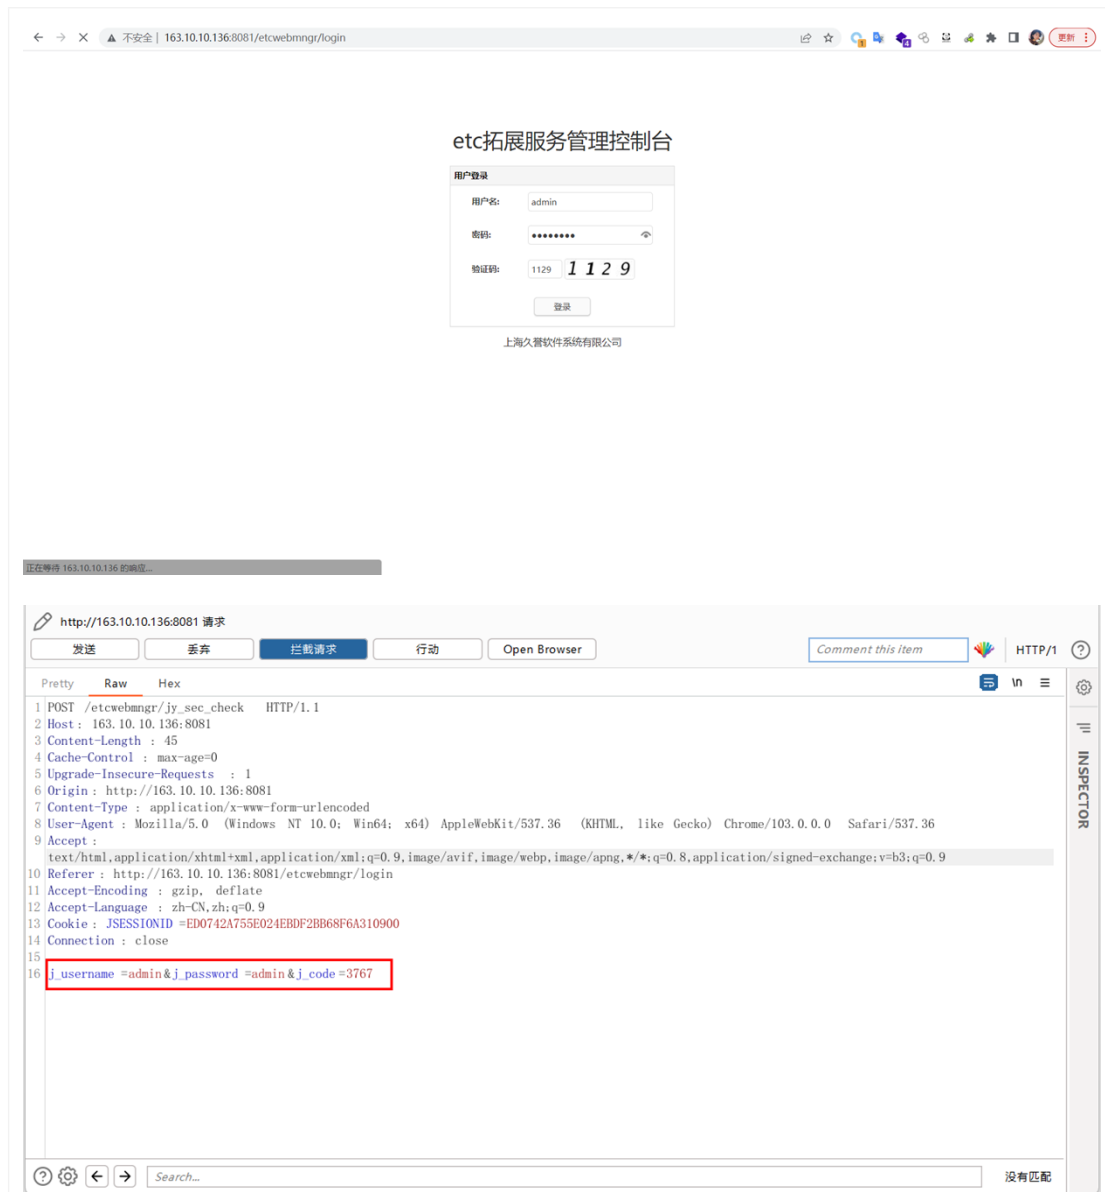 不安全 | 163.10.10.136:8081/etcwebmngr/login
更新
etc拓展服务管理控制台
用户登录
用户名: admin
密码: ••••••••
验证码: 1129 1 1 2 9
登录
上海久誉软件系统有限公司
正在等待 163.10.10.136 的响应...
http://163.10.10.136:8081 请求
发送 丢弃 拦截请求 行动 Open Browser Comment this item HTTP/1
Pretty Raw Hex \n
INSPECTOR
1 POST /etcwebmngr/jy_sec_check HTTP/1.1
2 Host: 163.10.10.136:8081
3 Content-Length : 45
4 Cache-Control : max-age=0
5 Upgrade-Insecure-Requests : 1
6 Origin: http://163.10.10.136:8081
7 Content-Type : application/x-www-form-urlencoded
8 User-Agent : Mozilla/5.0 (Windows NT 10.0; Win64; x64) AppleWebKit/537.36 (KHTML, like Gecko) Chrome/103.0.0.0 Safari/537.36
9 Accept :
text/html,application/xhtml+xml,application/xml;q=0.9,image/avif,image/webp,image/apng,*/*;q=0.8,application/signed-exchange;v=b3;q=0.9
10 Referer : http://163.10.10.136:8081/etcwebmngr/login
11 Accept-Encoding : gzip, deflate
12 Accept-Language : zh-CN,zh;q=0.9
13 Cookie : JSESSIONID =ED0742A755E024EBDF2BB68F6A310900
14 Connection : close
15
16 j_username =admin&j_password =admin&j_code=3767
Search... 没有匹配